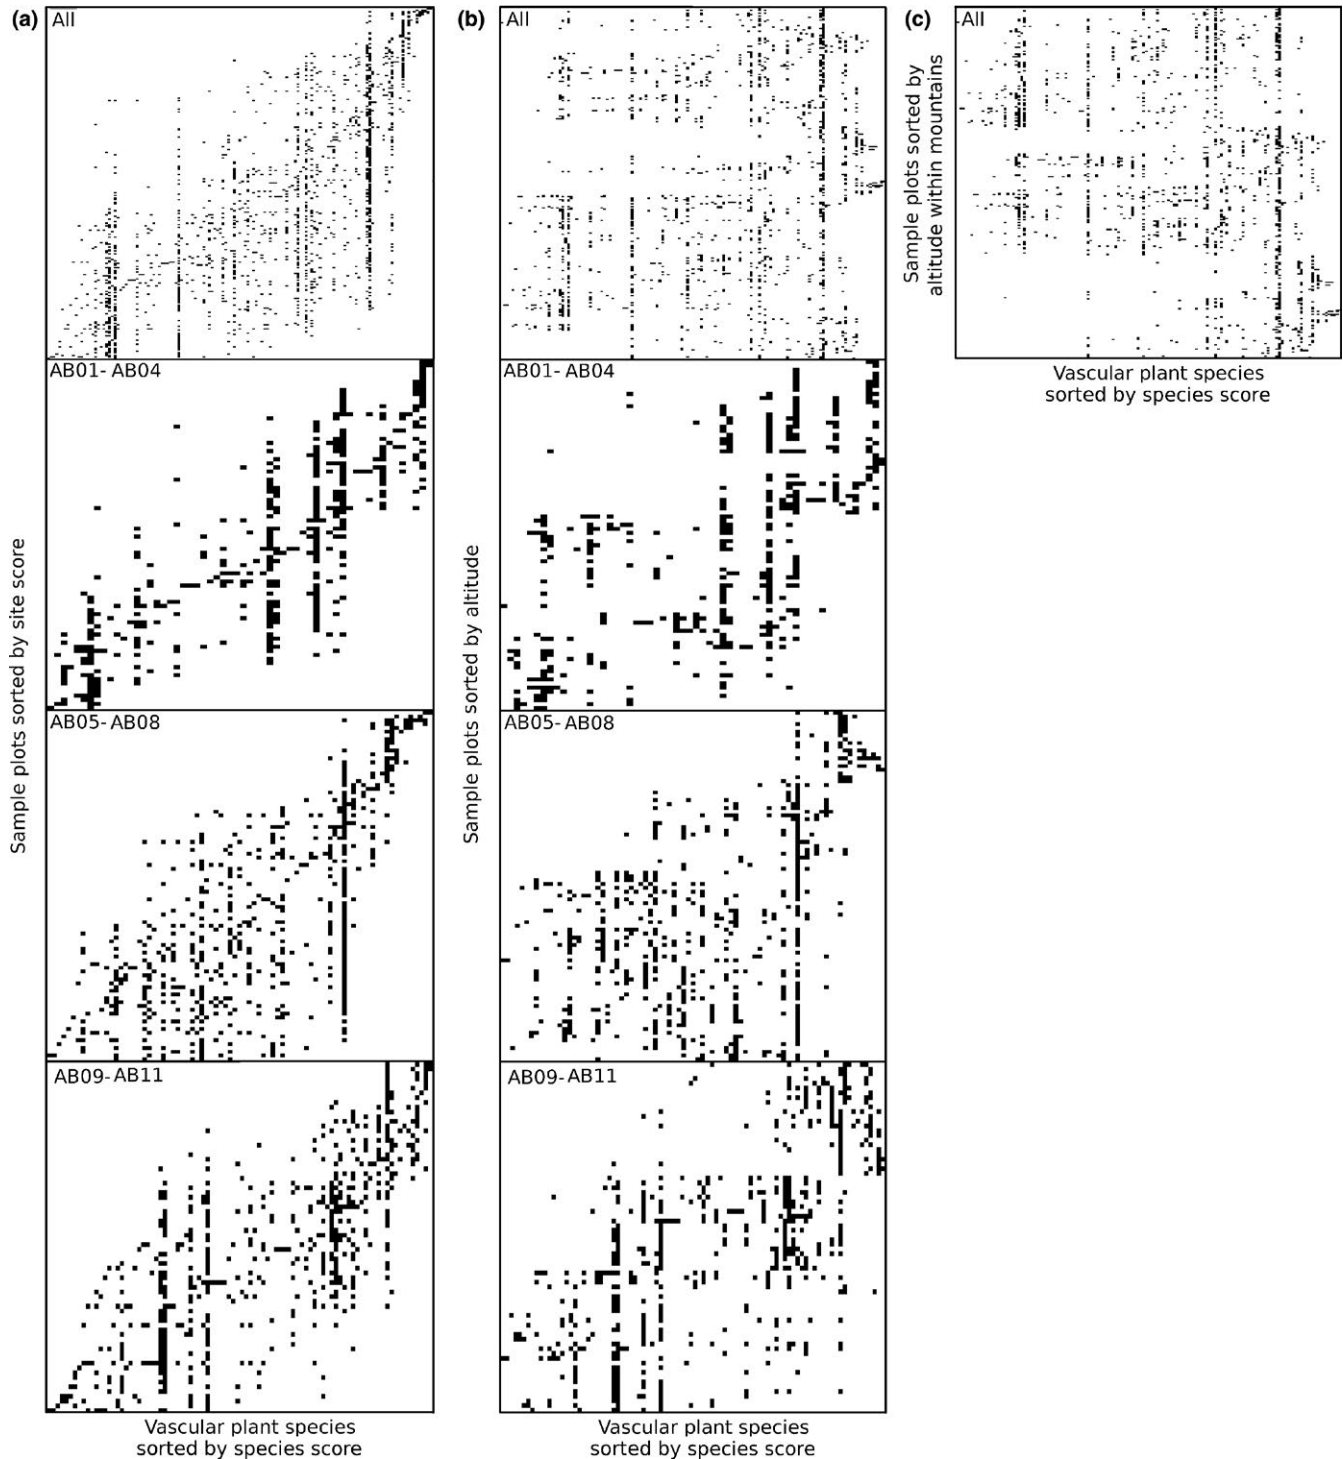 (a)
All
(b)
All
(c)
All
Sample plots sorted by
altitude within mountains
Vascular plant species
sorted by species score
AB01-AB04
AB01-AB04
Sample plots sorted by site score
Sample plots sorted by altitude
AB05-AB08
AB05-AB08
AB09-AB11
AB09-AB11
Vascular plant species
sorted by species score
Vascular plant species
sorted by species score